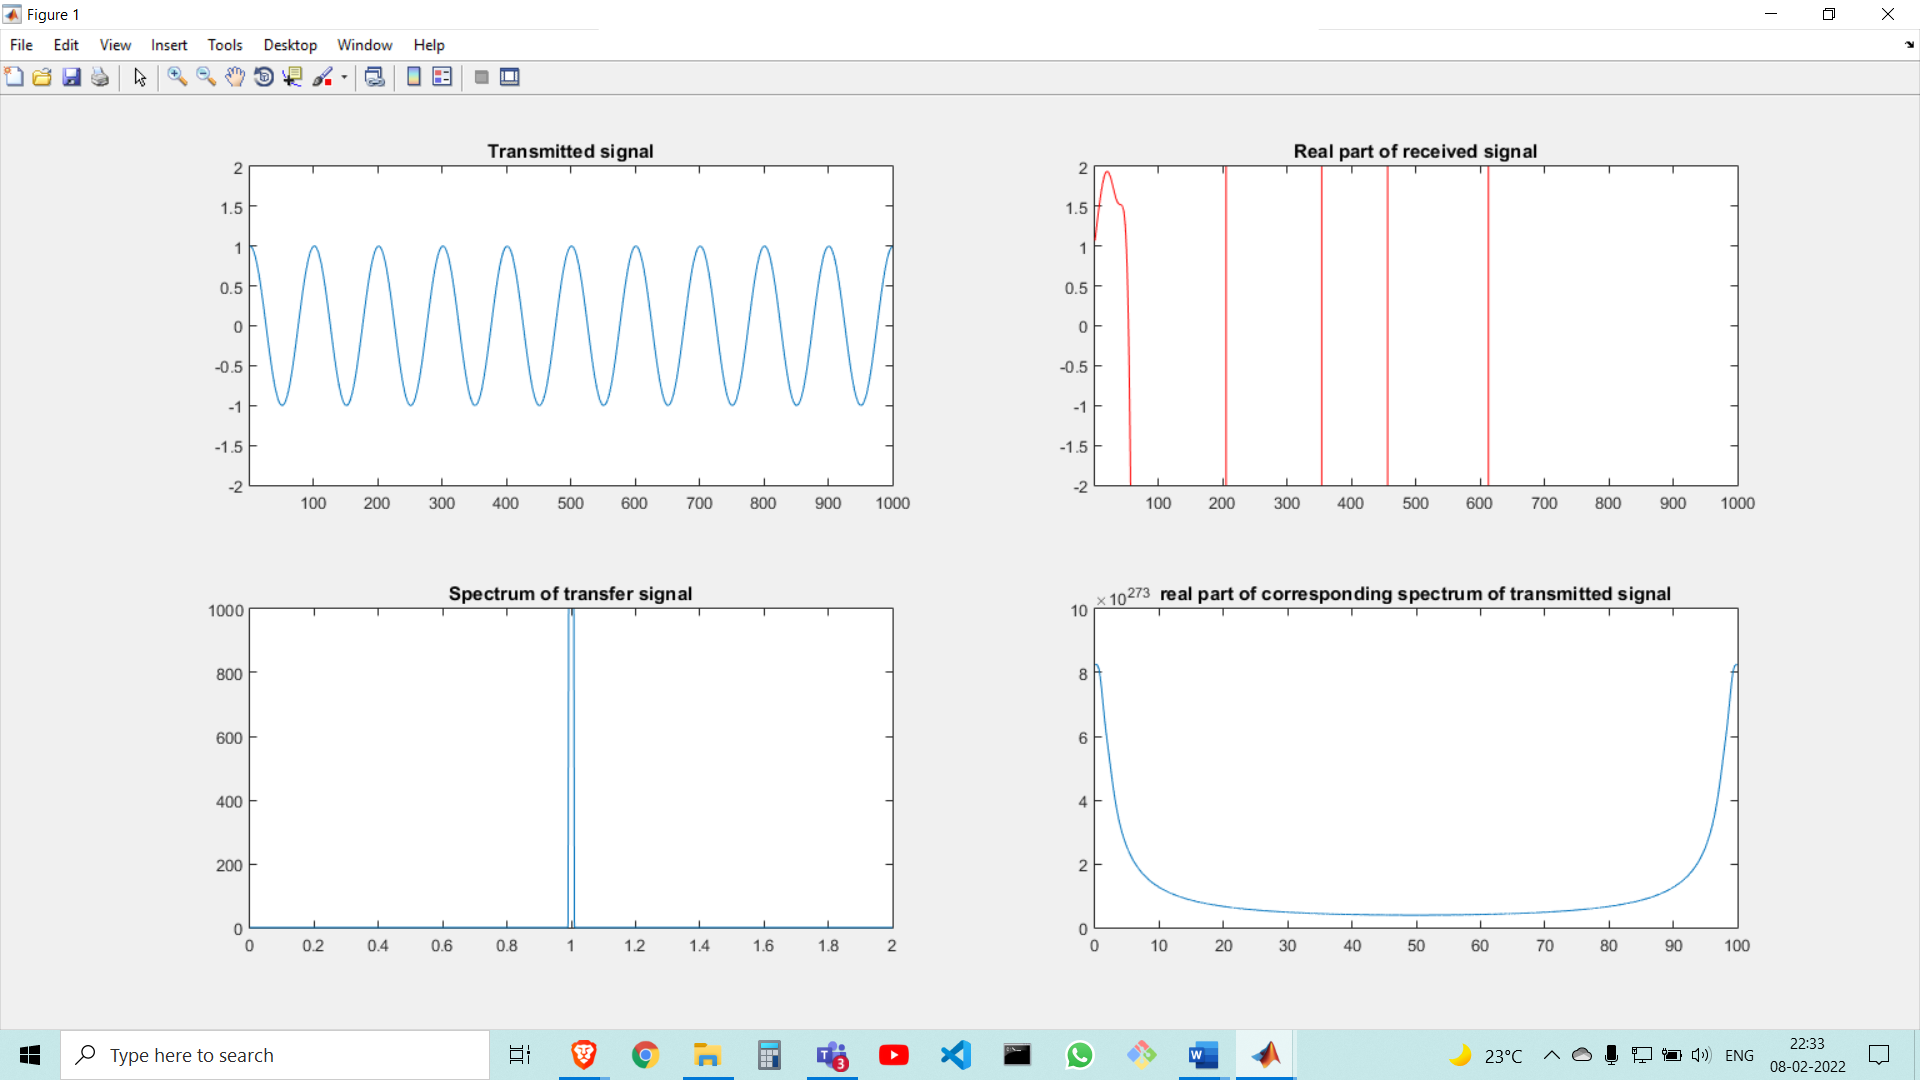 Figure 1
File Edit View Insert Tools Desktop Window Help
Transmitted signal
2
1.5
1
0.5
0
-0.5
-1
-1.5
-2
100 200 300 400 500 600 700 800 900 1000
Real part of received signal
2
1.5
1
0.5
0
-0.5
-1
-1.5
-2
100 200 300 400 500 600 700 800 900 1000
Spectrum of transfer signal
1000
800
600
400
200
0
0 0.2 0.4 0.6 0.8 1 1.2 1.4 1.6 1.8 2
×10^273 real part of corresponding spectrum of transmitted signal
10
8
6
4
2
0
0 10 20 30 40 50 60 70 80 90 100
Type here to search
3
23°C
ENG
22:33
08-02-2022